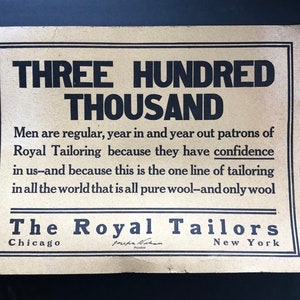 THREE HUNDRED
THOUSAND
Men are regular, year in and year out patrons of
Royal Tailoring because they have confidence
in us—and because this is the one line of tailoring
in all the world that is all pure wool—and only wool
The Royal Tailors
Chicago New York
President